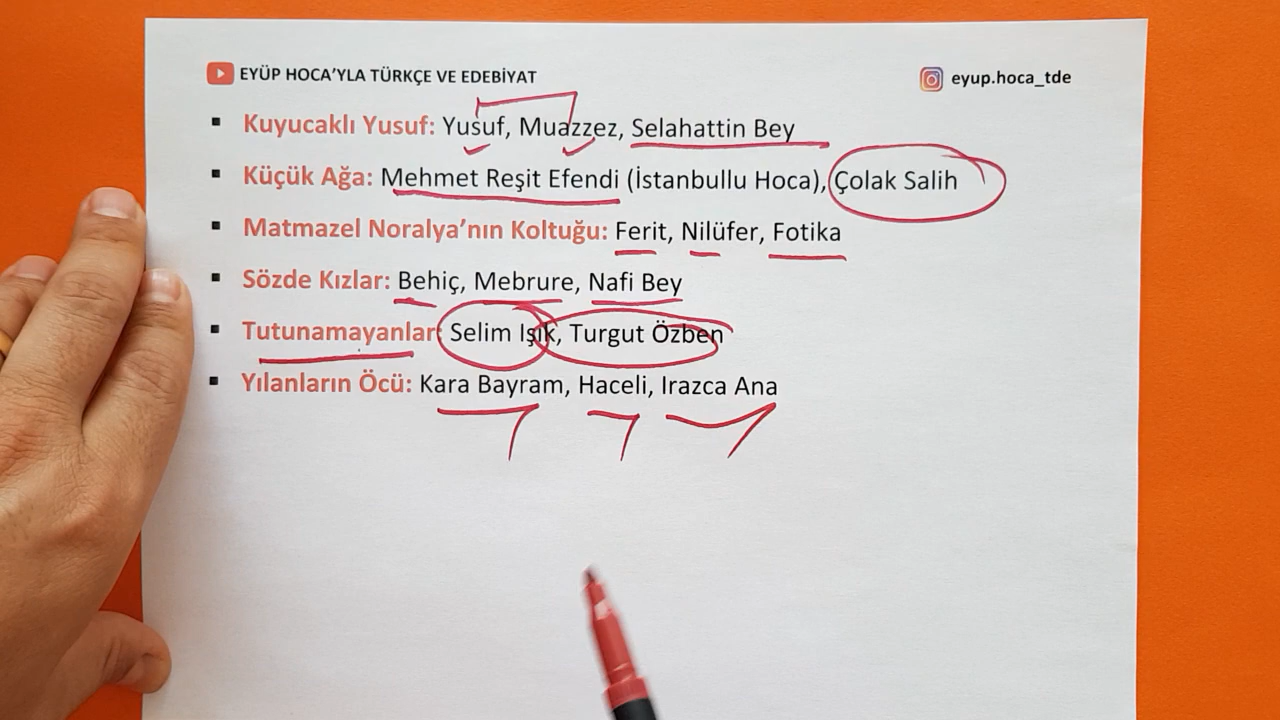 EYÜP HOCA’YLA TÜRKÇE VE EDEBİYAT
eyup.hoca_tde
▪ Kuyucaklı Yusuf: Yusuf, Muazzez, Selahattin Bey
▪ Küçük Ağa: Mehmet Reşit Efendi (İstanbullu Hoca), Çolak Salih
▪ Matmazel Noralya’nın Koltuğu: Ferit, Nilüfer, Fotika
▪ Sözde Kızlar: Behiç, Mebrure, Nafi Bey
▪ Tutunamayanlar: Selim Işık, Turgut Özben
▪ Yılanların Öcü: Kara Bayram, Haceli, Irazca Ana